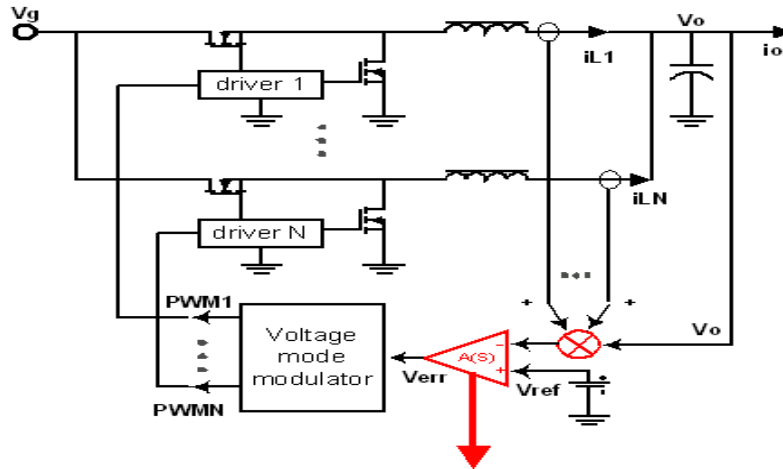 Vg
Vo
iL1
io
driver 1
iLN
driver N
+ +
PWM1
Vo
Voltage
mode
modulator
A(S)
-
+
Verr
Vref
+
PWMN